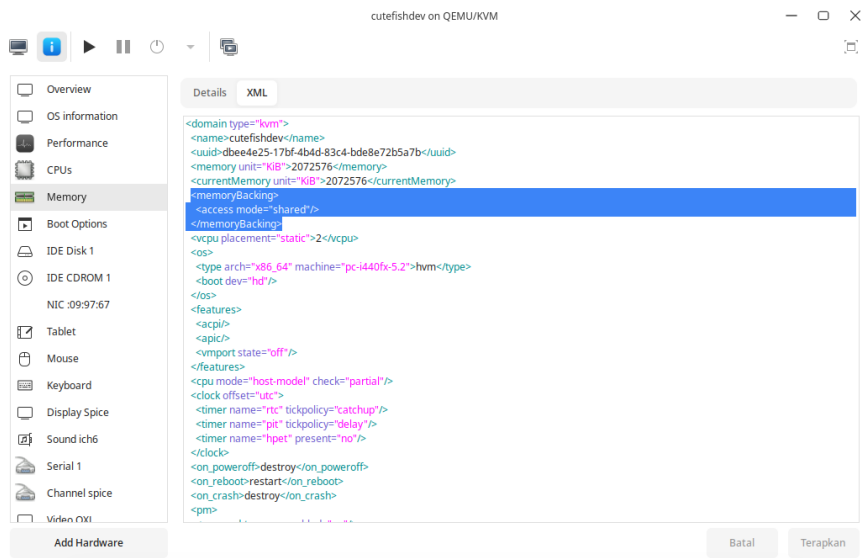 cutefishdev on QEMU/KVM
Overview
OS information
Performance
CPUs
Memory
Boot Options
IDE Disk 1
IDE CDROM 1
NIC :09:97:67
Tablet
Mouse
Keyboard
Display Spice
Sound ich6
Serial 1
Channel spice
Video QXL
Add Hardware
Details XML
<domain type="kvm">
<name>cutefishdev</name>
<uuid>dbee4e25-17bf-4b4d-83c4-bde8e72b5a7b</uuid>
<memory unit="KiB">2072576</memory>
<currentMemory unit="KiB">2072576</currentMemory>
<memoryBacking>
<access mode="shared"/>
</memoryBacking>
<vcpu placement="static">2</vcpu>
<os>
<type arch="x86_64" machine="pc-i440fx-5.2">hvm</type>
<boot dev="hd"/>
</os>
<features>
<acpi/>
<apic/>
<vmport state="off"/>
</features>
<cpu mode="host-model" check="partial"/>
<clock offset="utc">
<timer name="rtc" tickpolicy="catchup"/>
<timer name="pit" tickpolicy="delay"/>
<timer name="hpet" present="no"/>
</clock>
<on_poweroff>destroy</on_poweroff>
<on_reboot>restart</on_reboot>
<on_crash>destroy</on_crash>
<pm>
Batal Terapkan